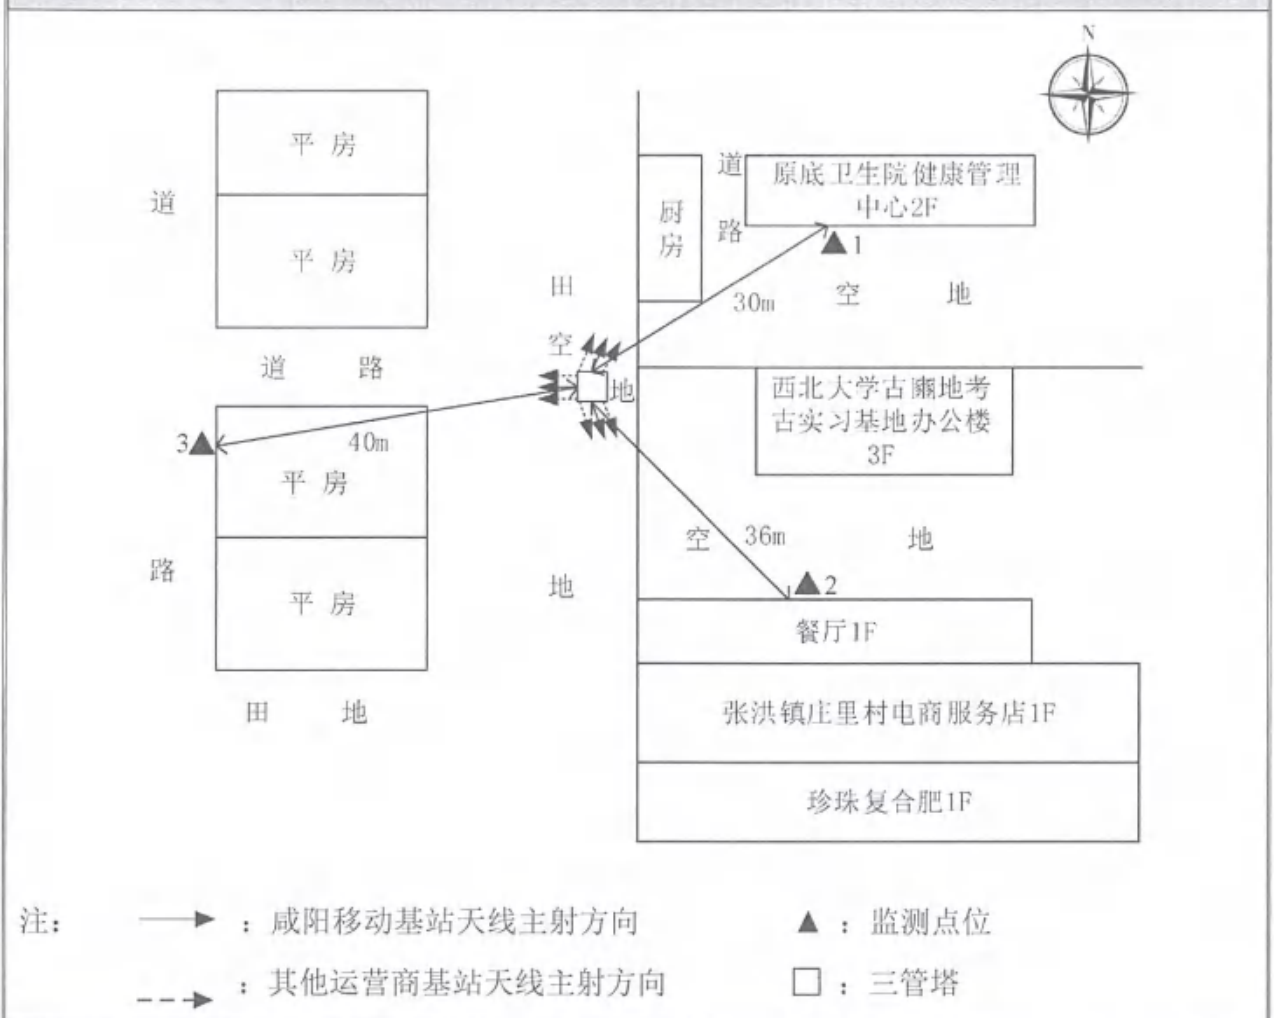 N
平 房
道
平 房
厨
房
道
路
原底卫生院健康管理
中心2F
1
田
空
30m
空 地
道 路
地
西北大学古豳地考
古实习基地办公楼
3F
3
40m
平 房
空 36m 地
路
地
平 房
2
餐厅1F
田 地
张洪镇庄里村电商服务店1F
珍珠复合肥1F
注：
：咸阳移动基站天线主射方向
：监测点位
：其他运营商基站天线主射方向
：三管塔